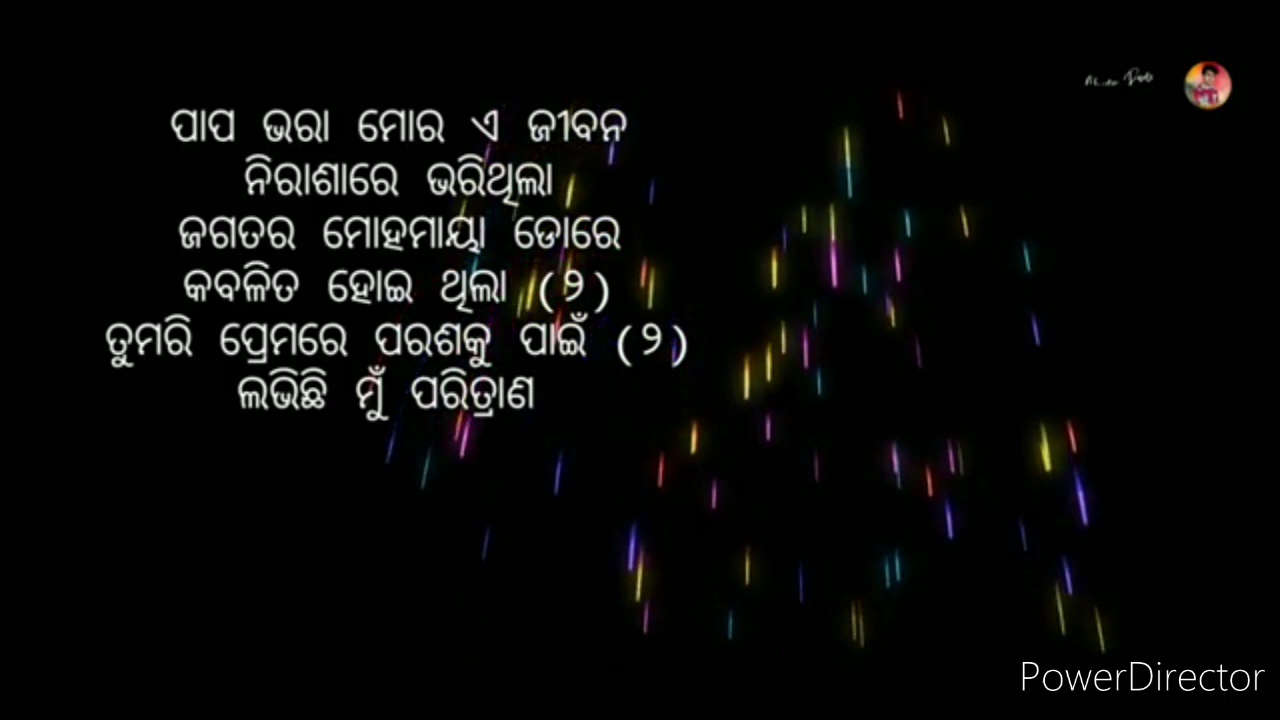 ପାପ ଭରା ମୋର ଏ ଜୀବନ
ନିରାଶାରେ ଭରିଥିଲା
ଜଗତର ମୋହମାୟା ଡୋରେ
କବଳିତ ହୋଇ ଥିଲା (୨)
ତୁମରି ପ୍ରେମରେ ପରଶକୁ ପାଇଁ (୨)
ଲଭିଛି ମୁଁ ପରିତ୍ରାଣ
PowerDirector